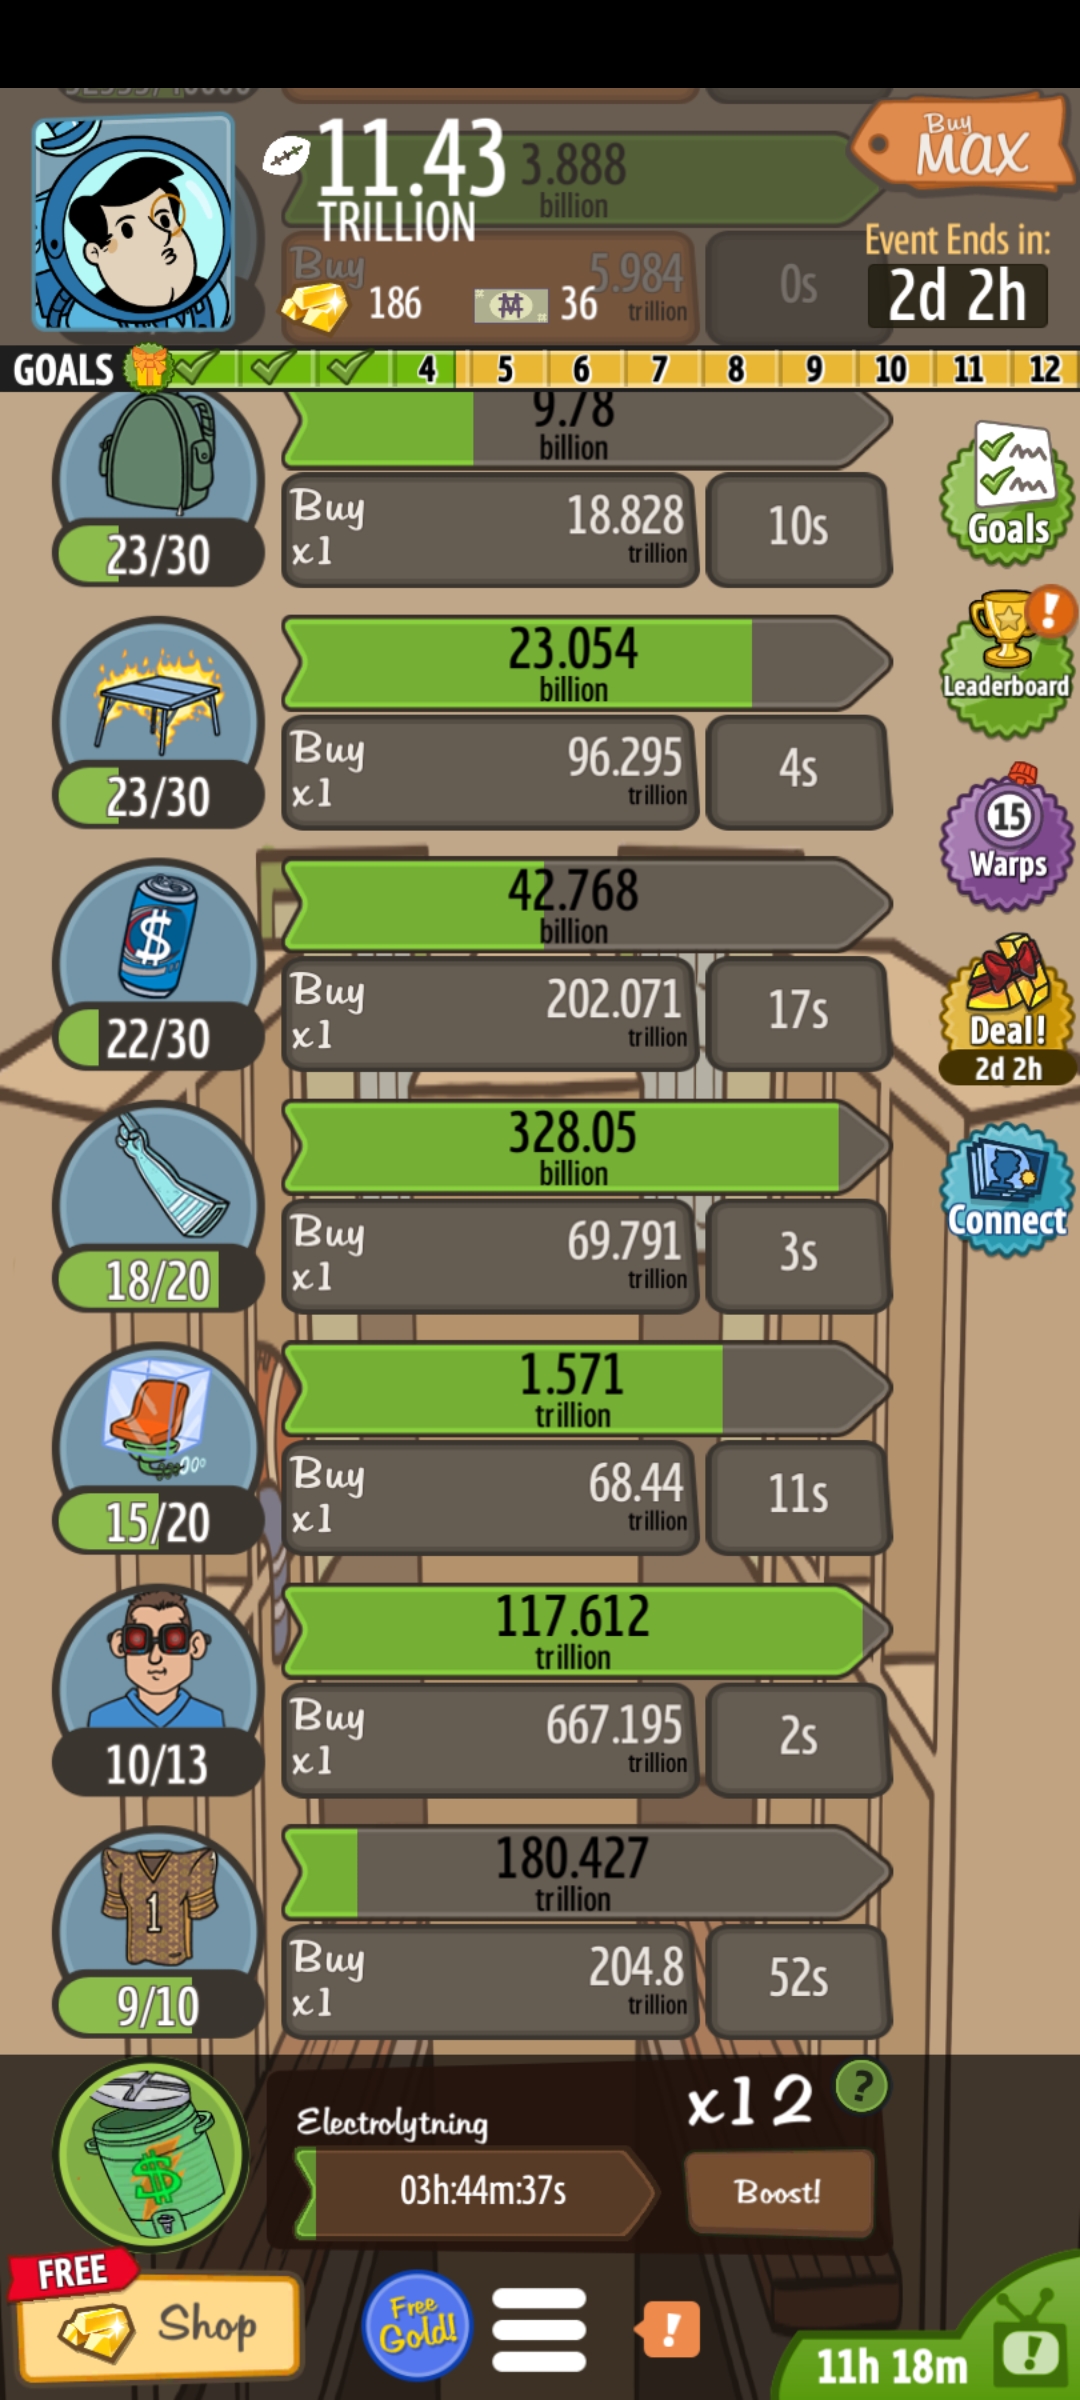 11.43
TRILLION
3.888
billion
Buy
MAX
Buy
5.984
trillion
0s
186
36
Event Ends in:
2d 2h
GOALS 4 5 6 7 8 9 10 11 12
9.78
billion
23/30
Buy
x1
18.828
trillion
10s
Goals
23.054
billion
23/30
Buy
x1
96.295
trillion
4s
!
Leaderboard
15
Warps
42.768
billion
$
22/30
Buy
x1
202.071
trillion
17s
Deal!
2d 2h
328.05
billion
18/20
Buy
x1
69.791
trillion
3s
Connect
1.571
trillion
15/20
Buy
x1
68.44
trillion
11s
117.612
trillion
10/13
Buy
x1
667.195
trillion
2s
180.427
trillion
1
9/10
Buy
x1
204.8
trillion
52s
$
Electrolytning
x12
?
03h:44m:37s
Boost!
FREE
Shop
Free
Gold!
!
11h 18m
!